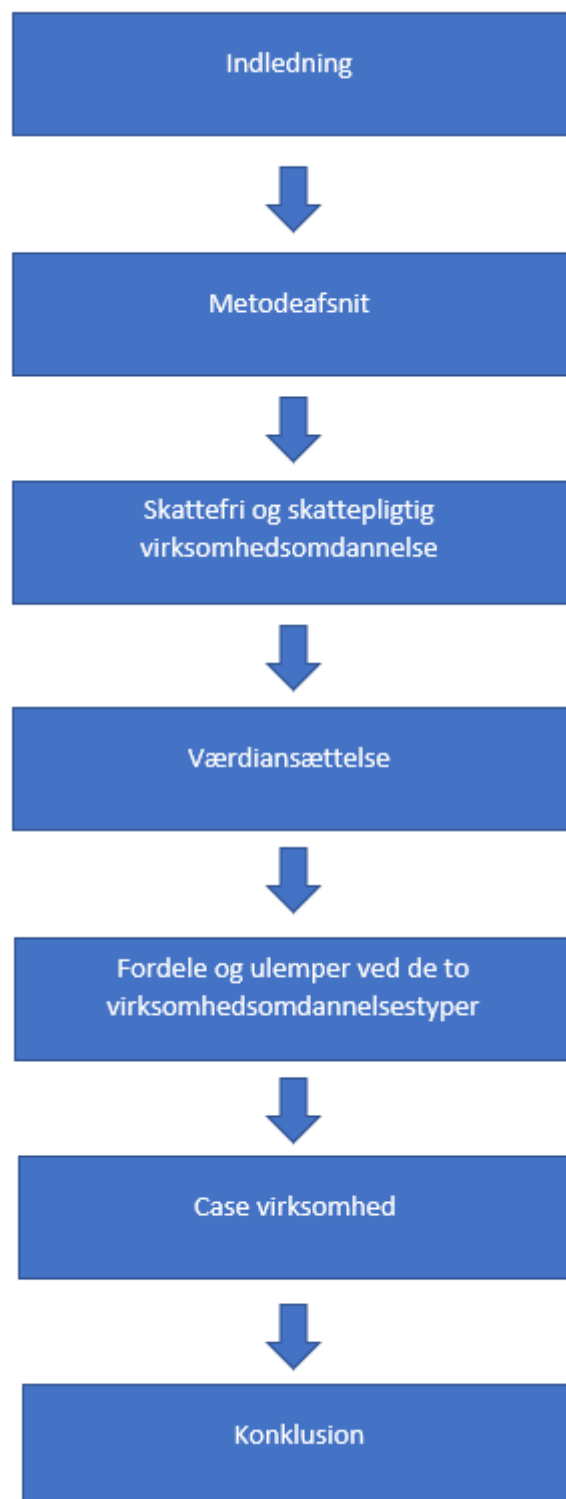 Indledning
Metodeafsnit
Skattefri og skattepligtig
virksomhedsomdannelse
Værdiansættelse
Fordele og ulemper ved de to
virksomhedsomdannelsestyper
Case virksomhed
Konklusion